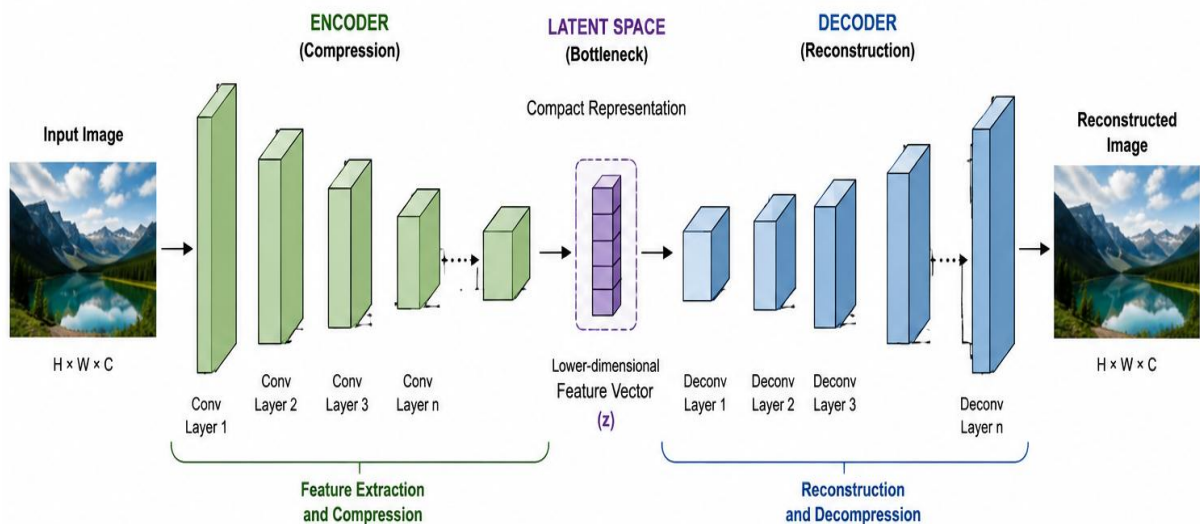 ENCODER
(Compression)
LATENT SPACE
(Bottleneck)
DECODER
(Reconstruction)
Compact Representation
Input Image
Reconstructed
Image
H × W × C
H × W × C
Conv
Layer 1
Conv
Layer 2
Conv
Layer 3
Conv
Layer n
Lower-dimensional
Feature Vector
(z)
Deconv
Layer 1
Deconv
Layer 2
Deconv
Layer 3
Deconv
Layer n
Feature Extraction
and Compression
Reconstruction
and Decompression